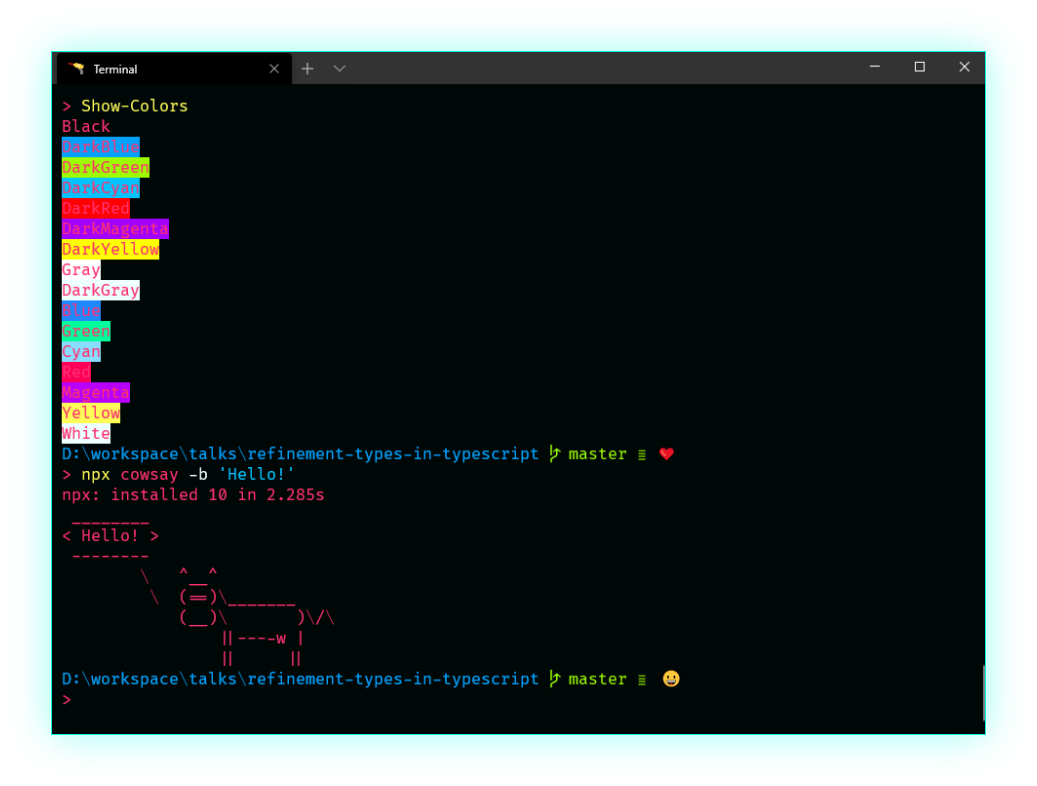 Terminal
> Show-Colors
Black
DarkBlue
DarkGreen
DarkCyan
DarkRed
DarkMagenta
DarkYellow
Gray
DarkGray
Blue
Green
Cyan
Red
Magenta
Yellow
White
D:\workspace\talks\refinement-types-in-typescript master ≡ ❤
> npx cowsay -b 'Hello!'
npx: installed 10 in 2.285s
 ________
< Hello! >
 --------
        \   ^__^
         \  (==)\_______
            (__)\       )\/\
                ||----w |
                ||     ||
D:\workspace\talks\refinement-types-in-typescript master ≡ 😀
>